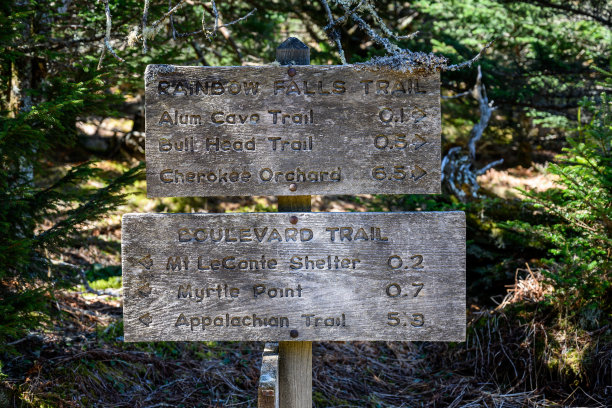 RAINBOW FALLS TRAIL
Alum Cave Trail 0.1 >
Bull Head Trail 0.5 >
Cherokee Orchard 6.5 >
BOULEVARD TRAIL
< Mt LeConte Shelter 0.2
< Myrtle Point 0.7
< Appalachian Trail 5.3